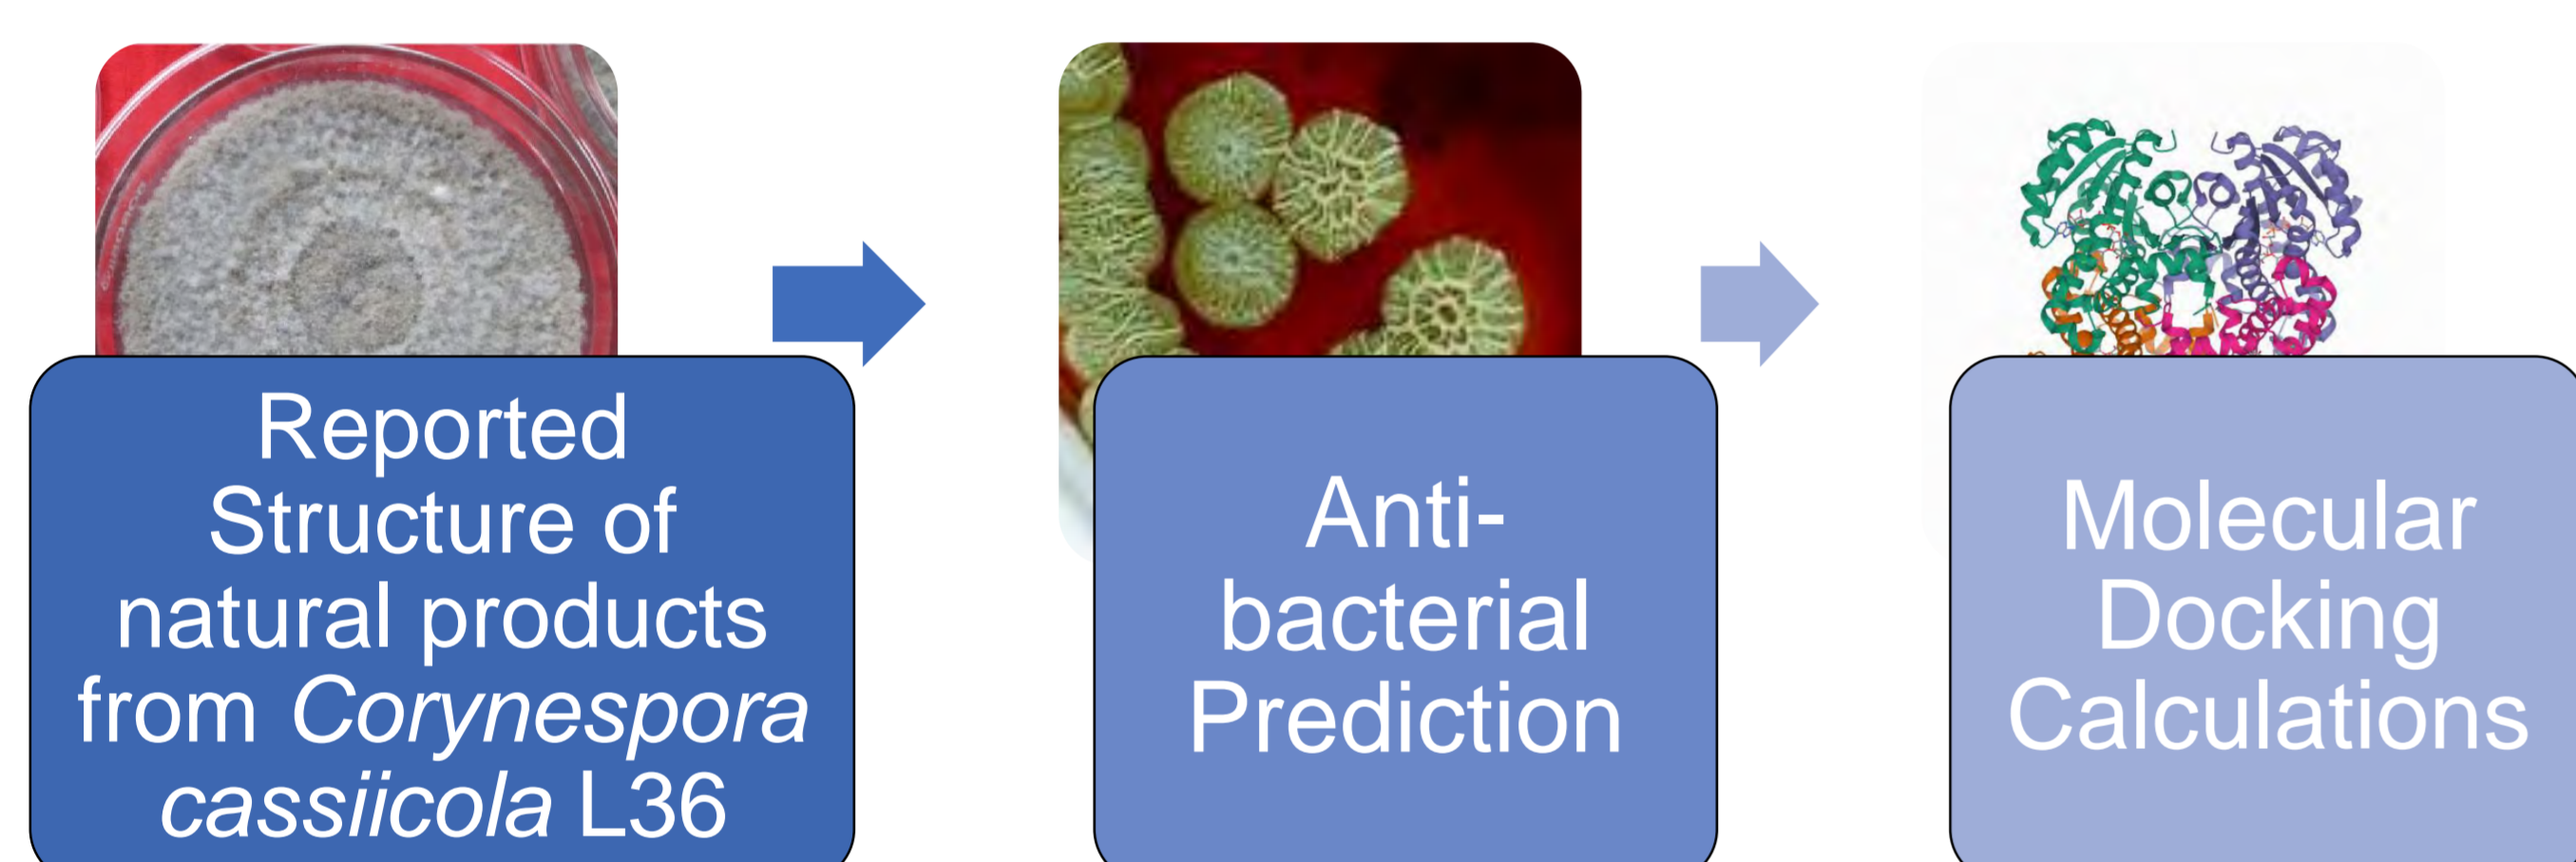 Reported
Structure of
natural products
from Corynespora
cassiicola L36
Anti-
bacterial
Prediction
Molecular
Docking
Calculations